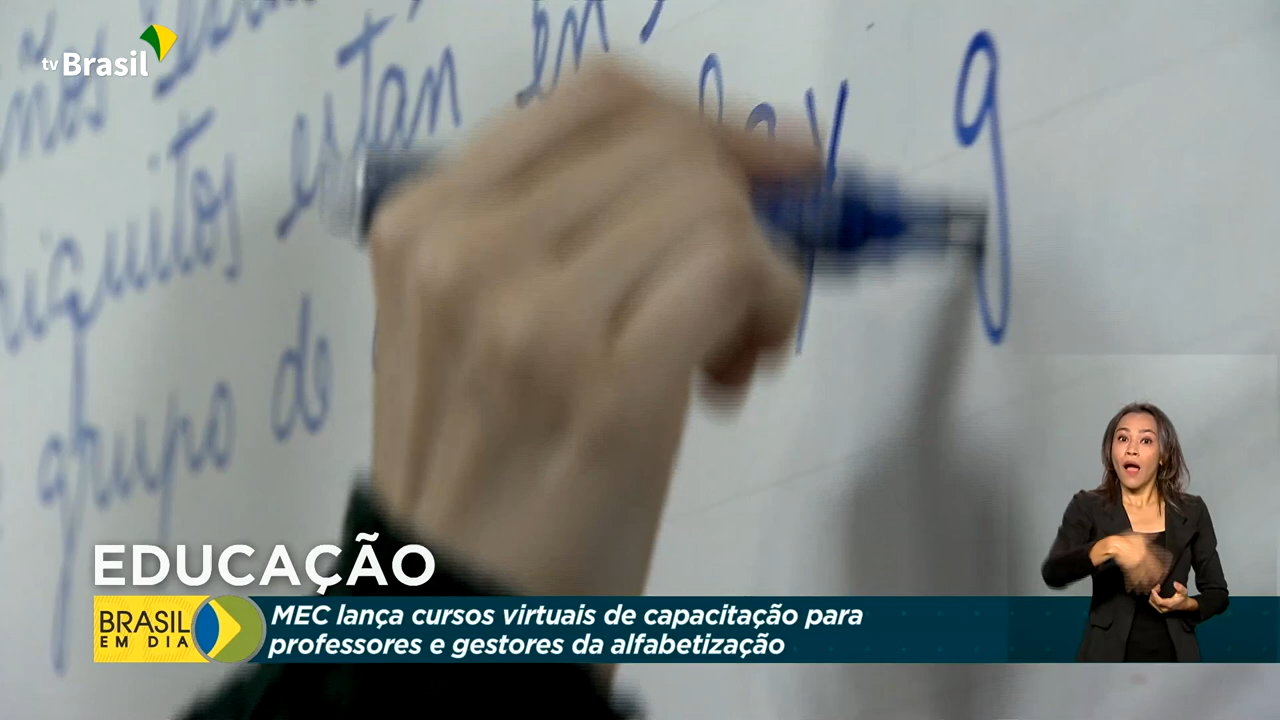 tv Brasil
estan en
grupo de
y g
EDUCAÇÃO
BRASIL
EM DIA
MEC lança cursos virtuais de capacitação para
professores e gestores da alfabetização